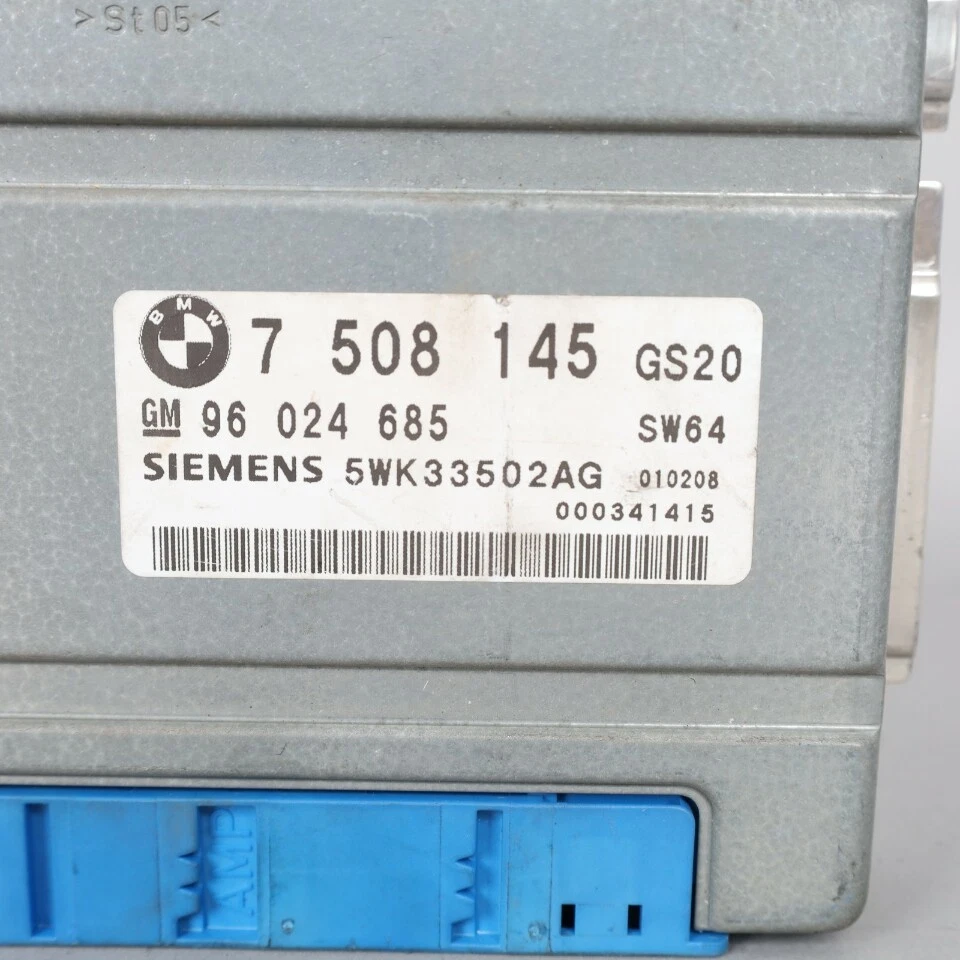 >St05<
BMW 7 508 145 GS20
GM 96 024 685 SW64
SIEMENS 5WK33502AG 010208
000341415
AMP